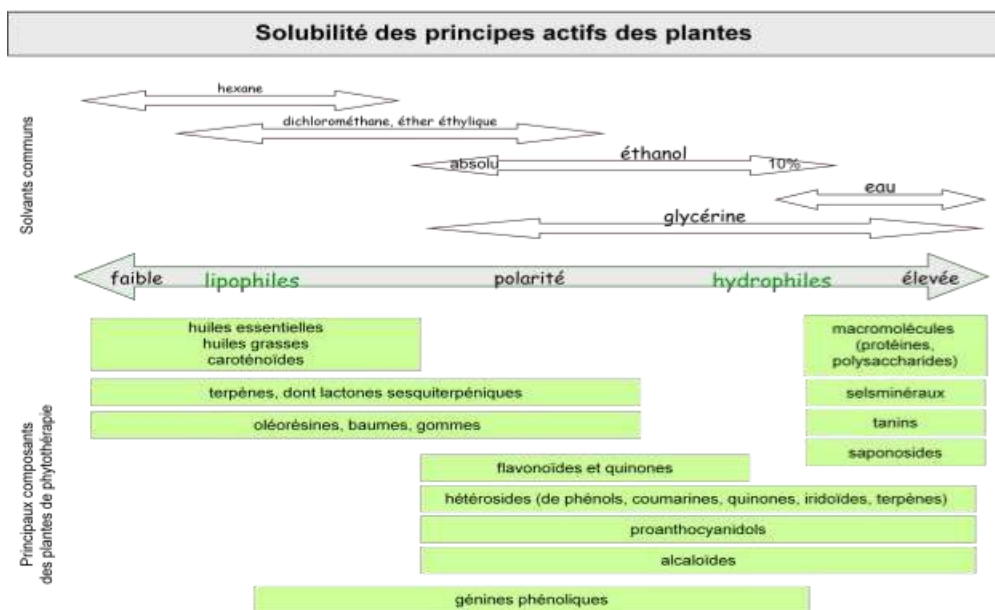 Solubilité des principes actifs des plantes
Solvants communs
hexane
dichlorométhane, éther éthylique
absolu éthanol 10%
eau
glycérine
faible lipophiles polarité hydrophiles élevée
Principaux composants
des plantes de phytothérapie
huiles essentielles
huiles grasses
caroténoïdes
macromolécules
(protéines,
polysaccharides)
terpènes, dont lactones sesquiterpéniques
selsminéraux
oléorésines, baumes, gommes
tanins
saponosides
flavonoïdes et quinones
hétérosides (de phénols, coumarines, quinones, iridoïdes, terpènes)
proanthocyanidols
alcaloïdes
génines phénoliques